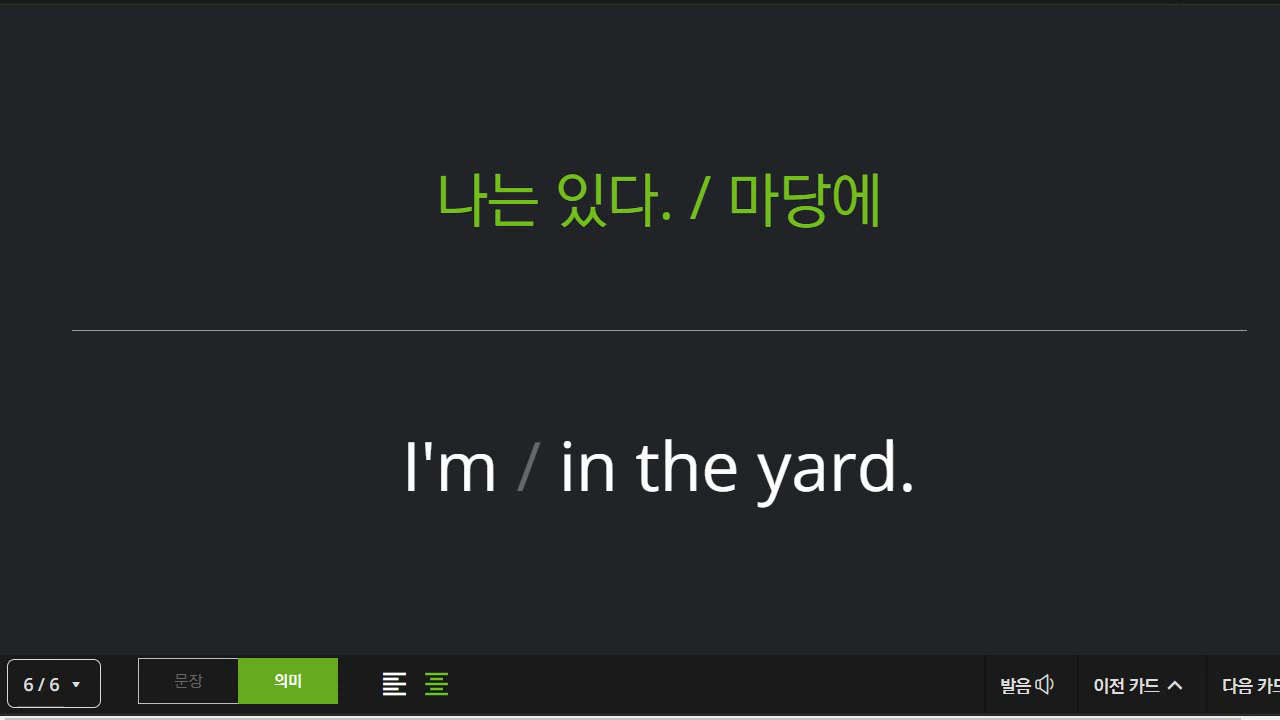 나는 있다. / 마당에
I'm / in the yard.
6 / 6 문장 의미 발음 이전 카드 다음 카드